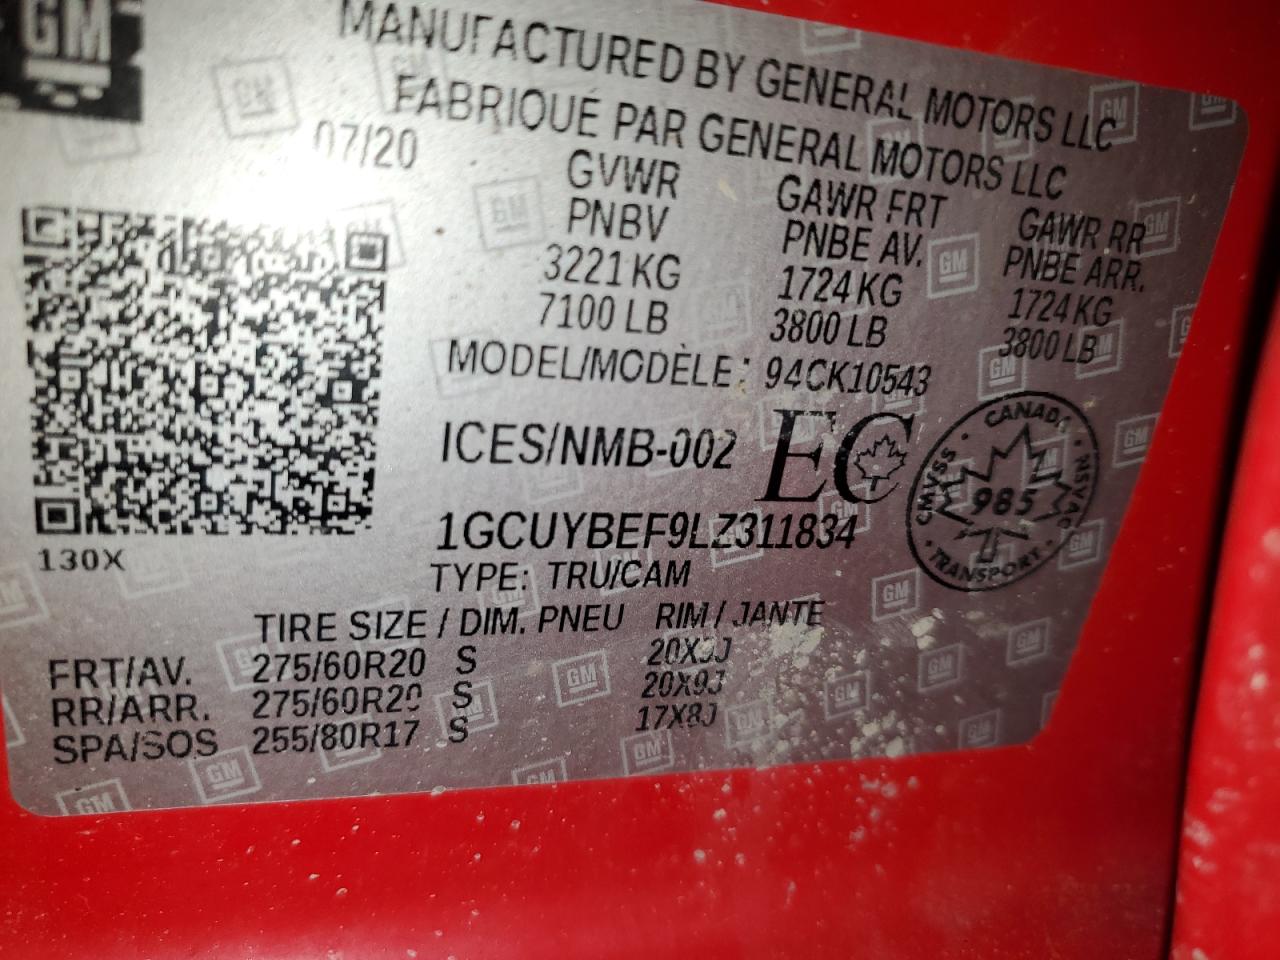 GM
MANUFACTURED BY GENERAL MOTORS LLC
FABRIQUÉ PAR GENERAL MOTORS LLC
07/20
GVWR GAWR FRT GAWR RR
PNBV PNBE AV. PNBE ARR.
3221 KG 1724 KG 1724 KG
7100 LB 3800 LB 3800 LB
MODEL/MODÈLE: 94CK10543
ICES/NMB-002 EC
CANADA
CMVSS NSVAC
985
TRANSPORT
1GCUYBEF9LZ311834
130X
TYPE: TRU/CAM
TIRE SIZE / DIM. PNEU RIM / JANTE
FRT/AV. 275/60R20 S 20X9J
RR/ARR. 275/60R20 S 20X9J
SPA/SOS 255/80R17 S 17X8J